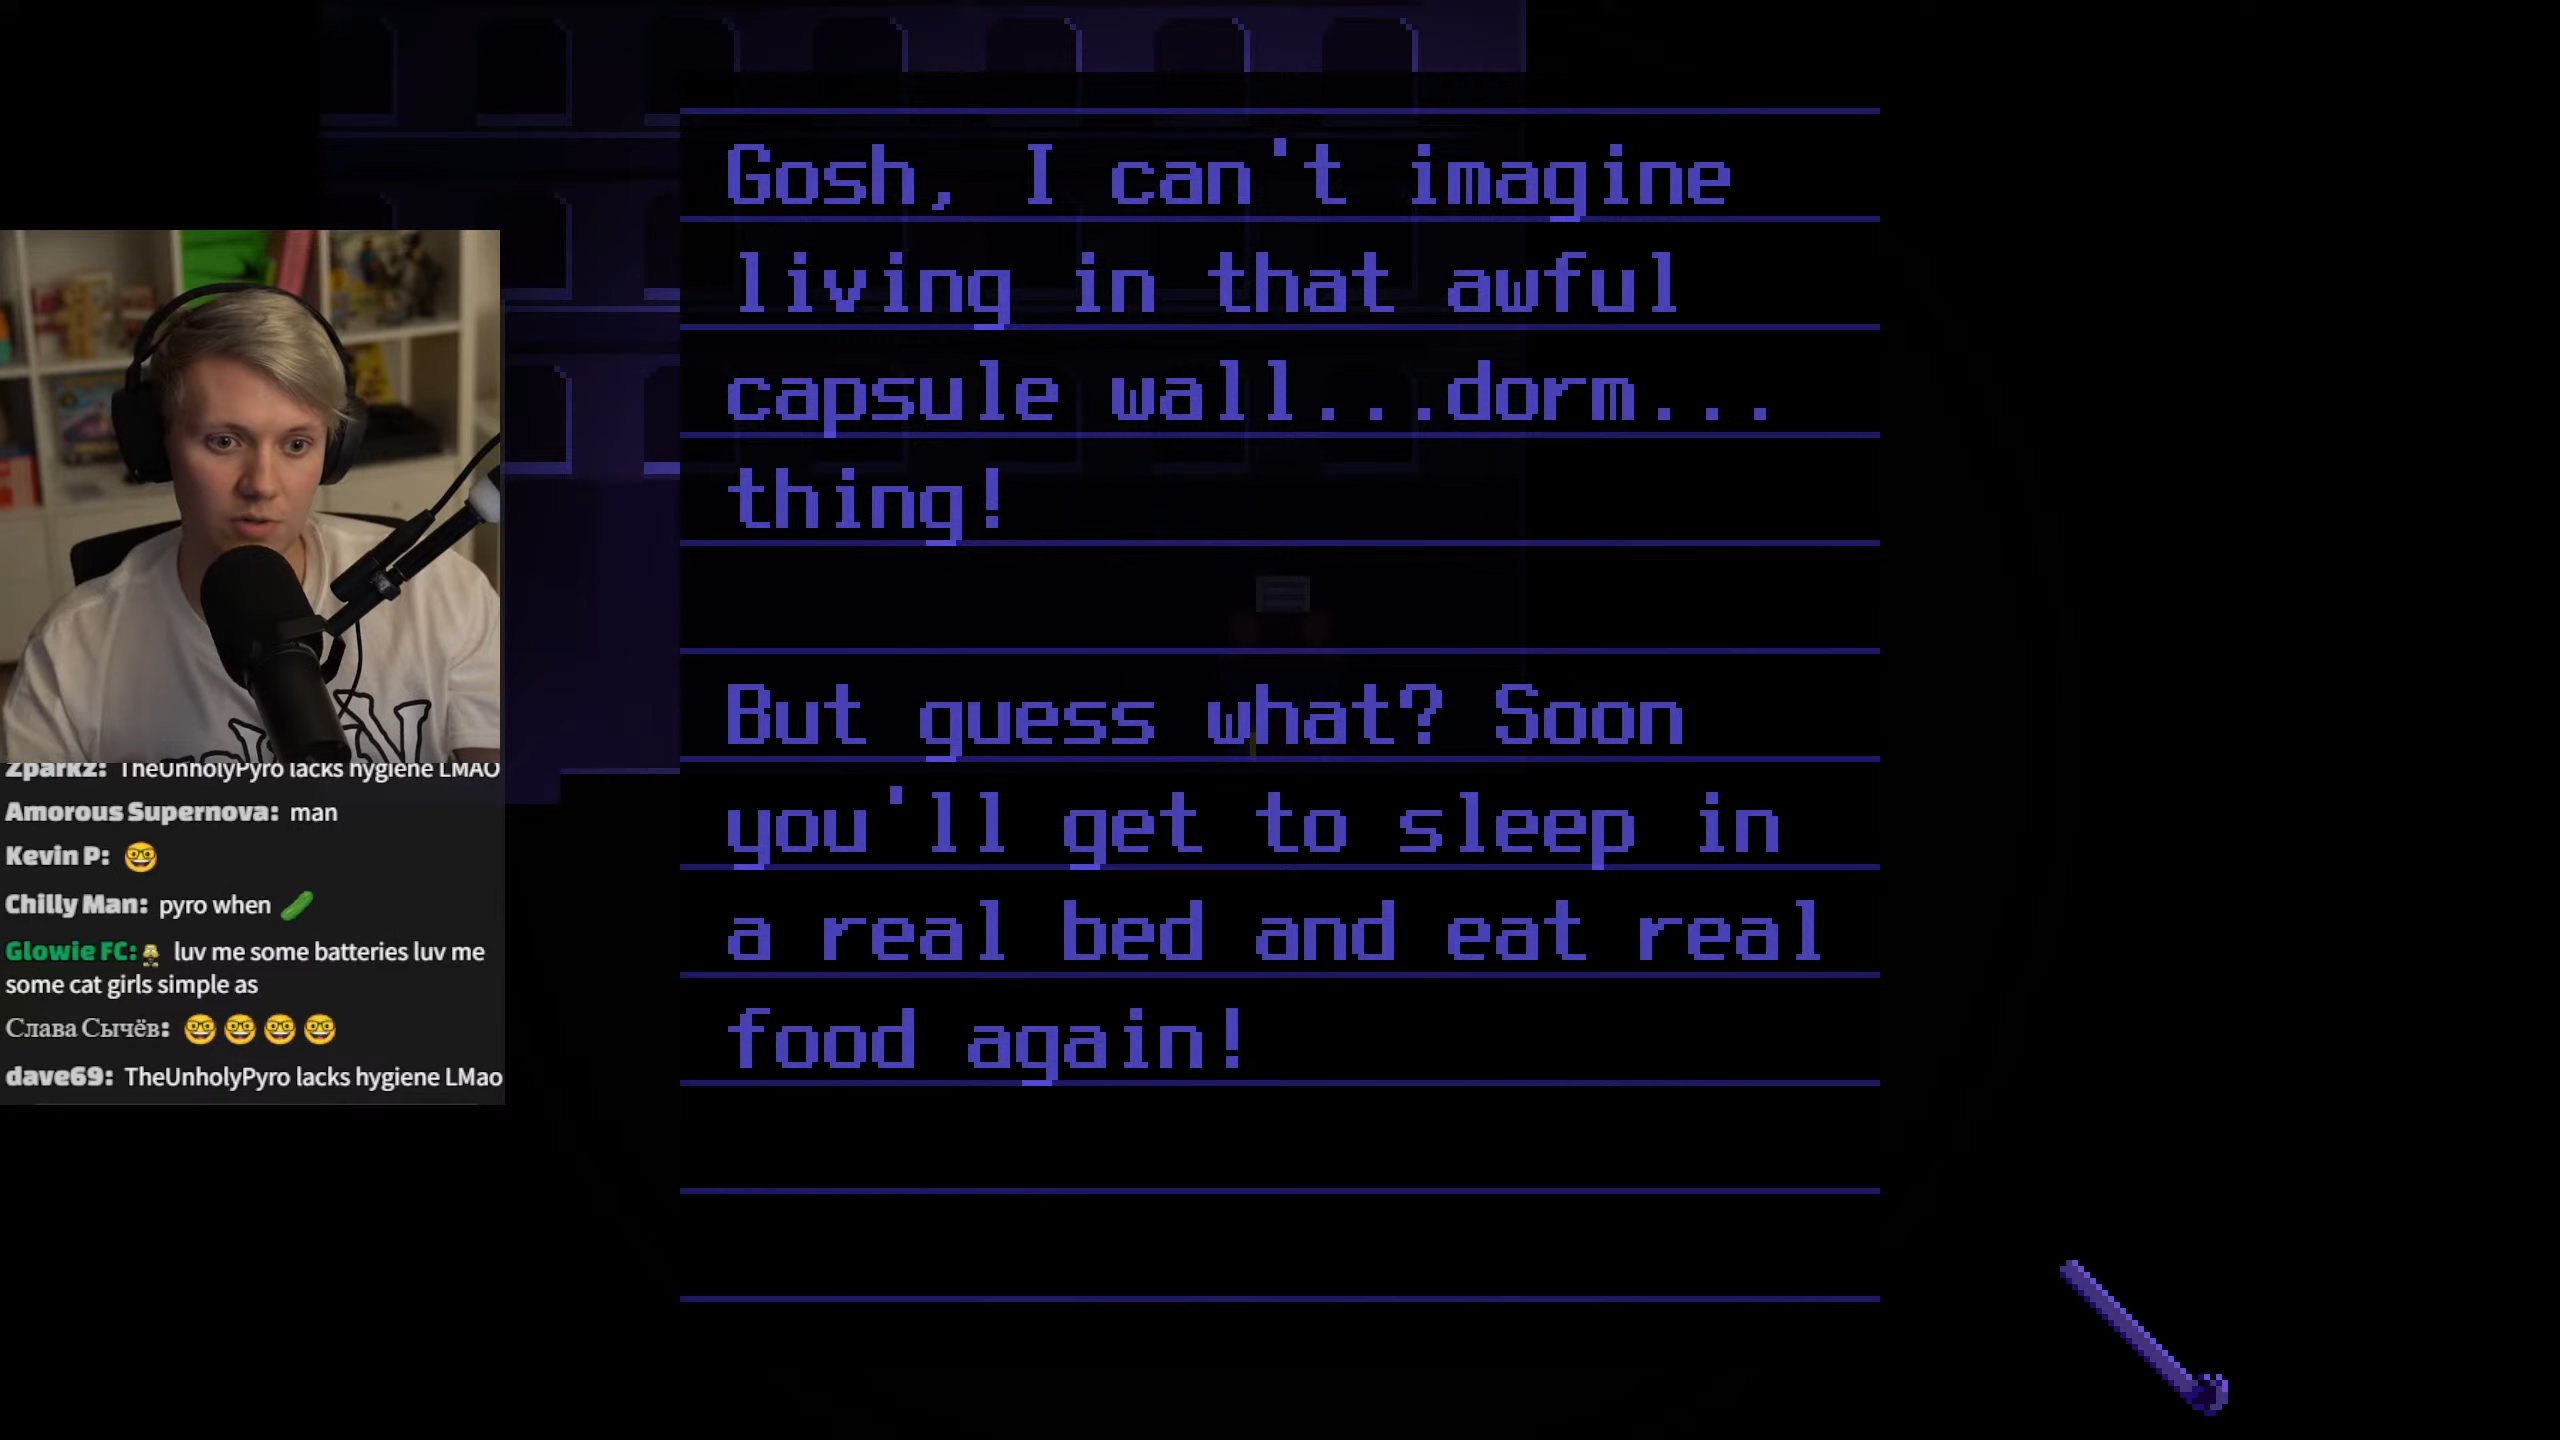 Gosh, I can't imagine
living in that awful
capsule wall...dorm...
thing!
But guess what? Soon
you'll get to sleep in
a real bed and eat real
food again!
Zparkz: TheUnholyPyro lacks hygiene LMAO
Amorous Supernova: man
Kevin P: 🤓
Chilly Man: pyro when 🥒
Glowie FC: luv me some batteries luv me
some cat girls simple as
Слава Сычёв: 🤓🤓🤓🤓
dave69: TheUnholyPyro lacks hygiene LMao